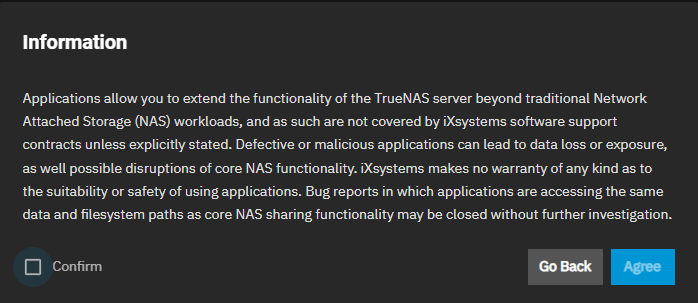 Information
Applications allow you to extend the functionality of the TrueNAS server beyond traditional Network
Attached Storage (NAS) workloads, and as such are not covered by iXsystems software support
contracts unless explicitly stated. Defective or malicious applications can lead to data loss or exposure,
as well possible disruptions of core NAS functionality. iXsystems makes no warranty of any kind as to
the suitability or safety of using applications. Bug reports in which applications are accessing the same
data and filesystem paths as core NAS sharing functionality may be closed without further investigation.
Confirm Go Back Agree